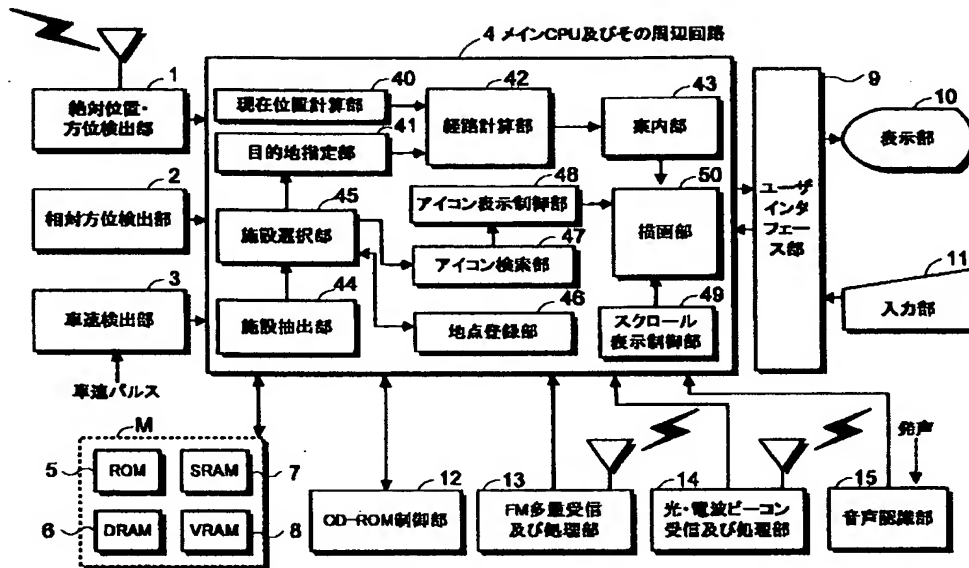 4 メインCPU及びその周辺回路
1
絶対位置・
方位検出部
2
相対方位検出部
3
車速検出部
車速パルス
40
現在位置計算部
41
目的地指定部
42
経路計算部
43
案内部
45
施設選択部
44
施設抽出部
48
アイコン表示制御部
47
アイコン検索部
46
地点登録部
50
描画部
49
スクロール
表示制御部
9
ユーザ
インタ
フェー
ス部
10
表示部
11
入力部
M
5
ROM
SRAM
7
6
DRAM
VRAM
8
12
CD-ROM制御部
13
FM多重受信
及び処理部
14
光・電波ビーコン
受信及び処理部
発声
15
音声認識部